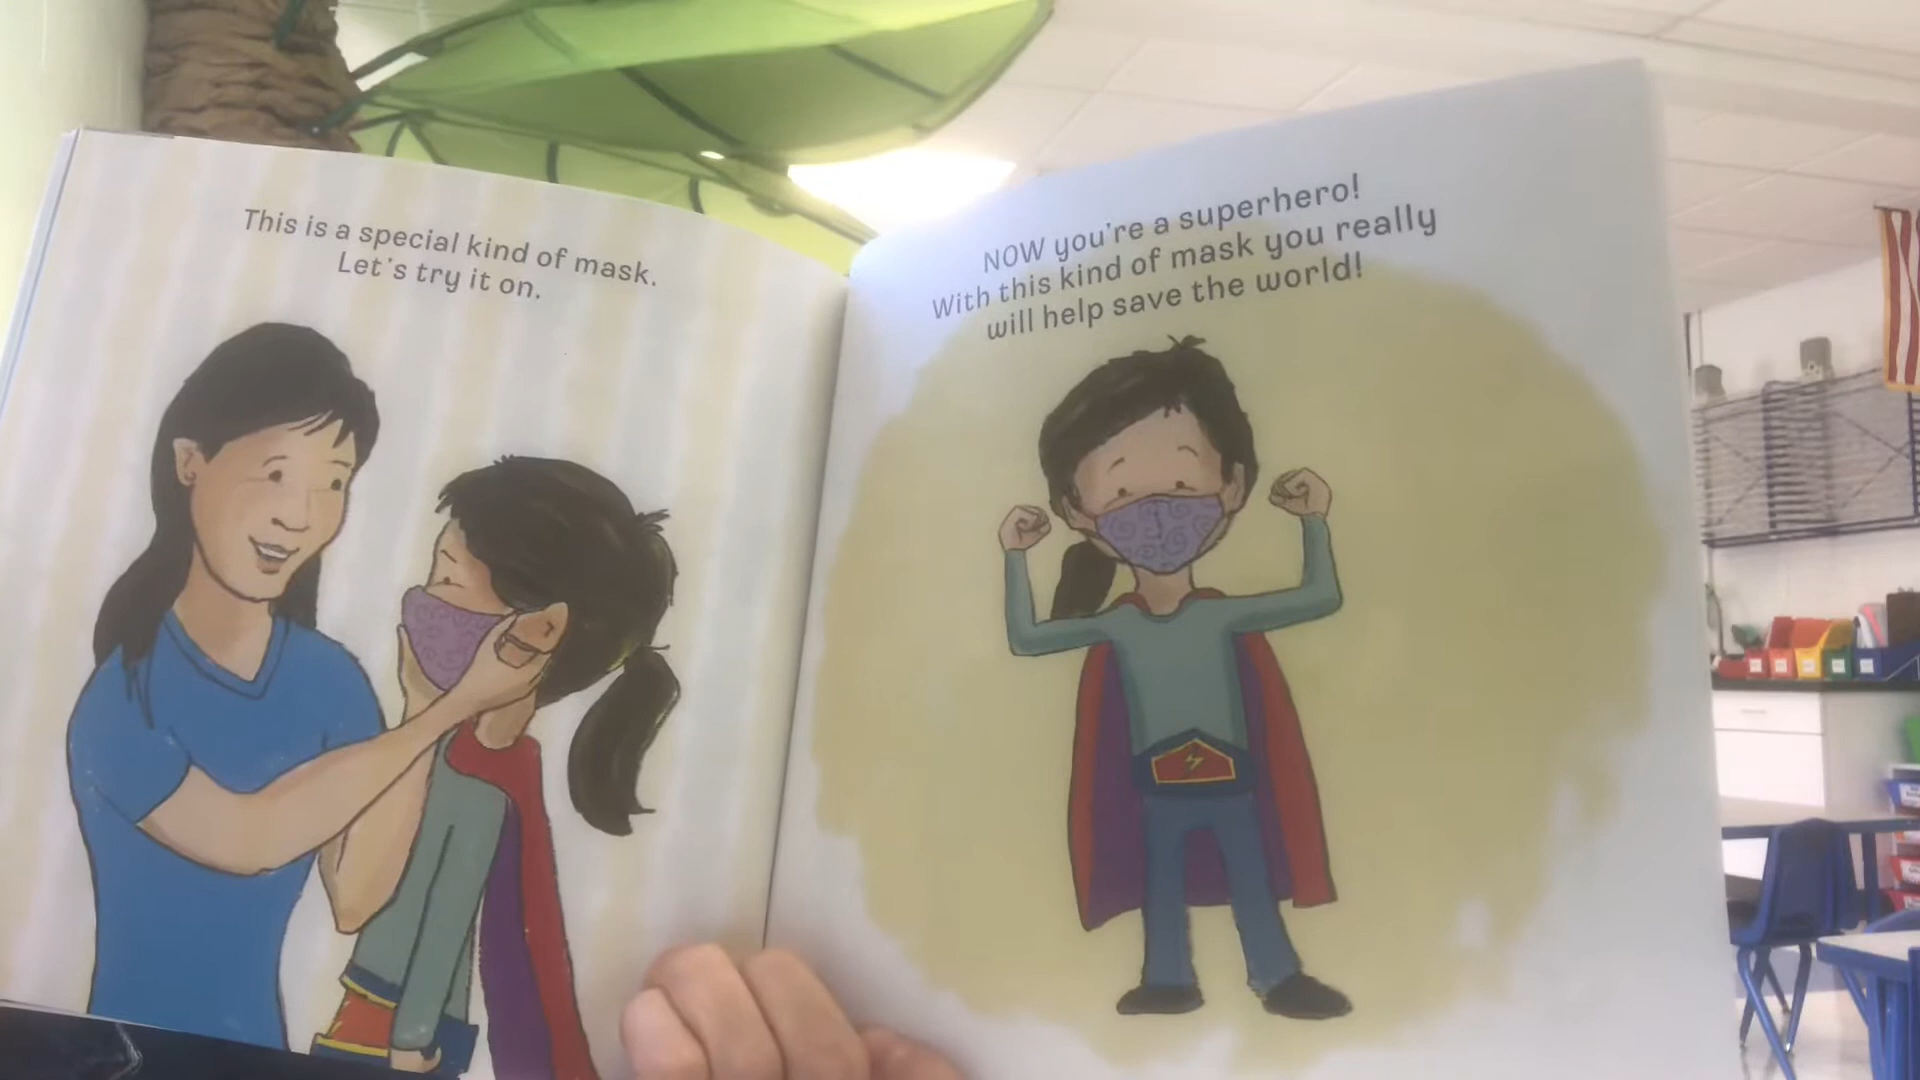 This is a special kind of mask.
Let's try it on.
NOW you're a superhero!
With this kind of mask you really
will help save the world!